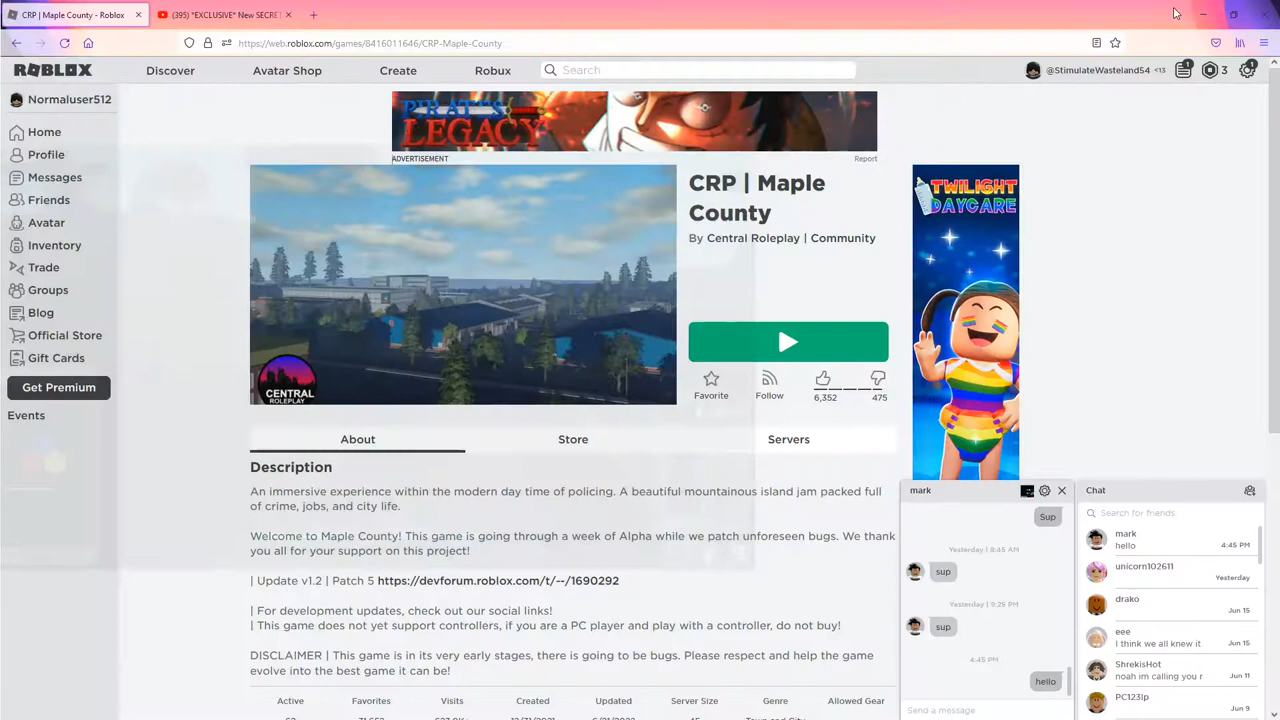 CRP | Maple County - Roblox
(395) *EXCLUSIVE* New SECRET
https://web.roblox.com/games/8416011646/CRP-Maple-County
ROBLOX
Discover
Avatar Shop
Create
Robux
Search
@StimulateWasteland54 <13
1
3
1
Normaluser512
Home
Profile
Messages
Friends
Avatar
Inventory
Trade
Groups
Blog
Official Store
Gift Cards
Get Premium
Events
LEGACY
ADVERTISEMENT
Report
CENTRAL
ROLEPLAY
CRP | Maple
County
By Central Roleplay | Community
Favorite
Follow
6,352
475
TWILIGHT
DAYCARE
About
Store
Servers
Description
An immersive experience within the modern day time of policing. A beautiful mountainous island jam packed full
of crime, jobs, and city life.
Welcome to Maple County! This game is going through a week of Alpha while we patch unforeseen bugs. We thank
you all for your support on this project!
| Update v1.2 | Patch 5 https://devforum.roblox.com/t/--/1690292
| For development updates, check out our social links!
| This game does not yet support controllers, if you are a PC player and play with a controller, do not buy!
DISCLAIMER | This game is in it's very early stages, there is going to be bugs. Please respect and help the game
evolve into the best game it can be!
Active
Favorites
Visits
Created
Updated
Server Size
Genre
Allowed Gear
mark
Sup
Yesterday | 8:45 AM
sup
Yesterday | 9:25 PM
sup
4:45 PM
hello
Send a message
Chat
Search for friends
mark
hello
4:45 PM
unicorn102611
Yesterday
drako
Jun 15
eee
I think we all knew it
Jun 15
ShrekisHot
noah im calling you r
Jun 11
PC123lp
Jun 9